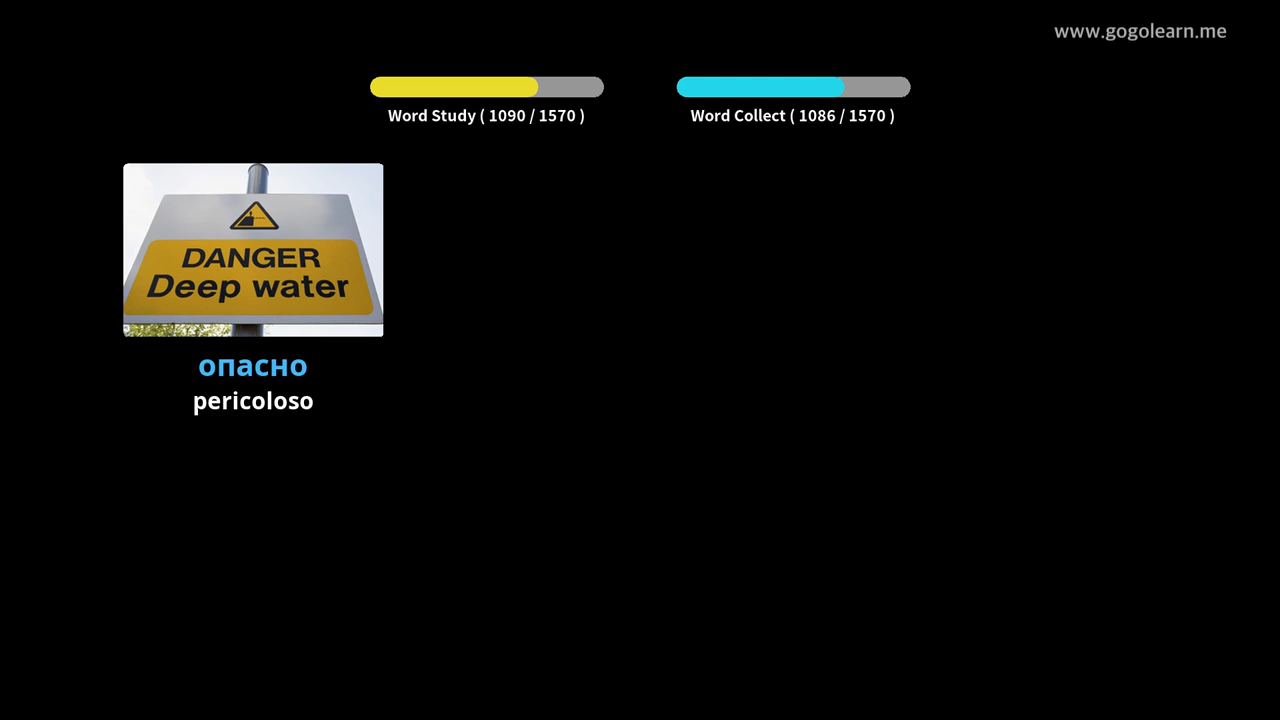 www.gogolearn.me
Word Study ( 1090 / 1570 )
Word Collect ( 1086 / 1570 )
DANGER
Deep water
опасно
pericoloso